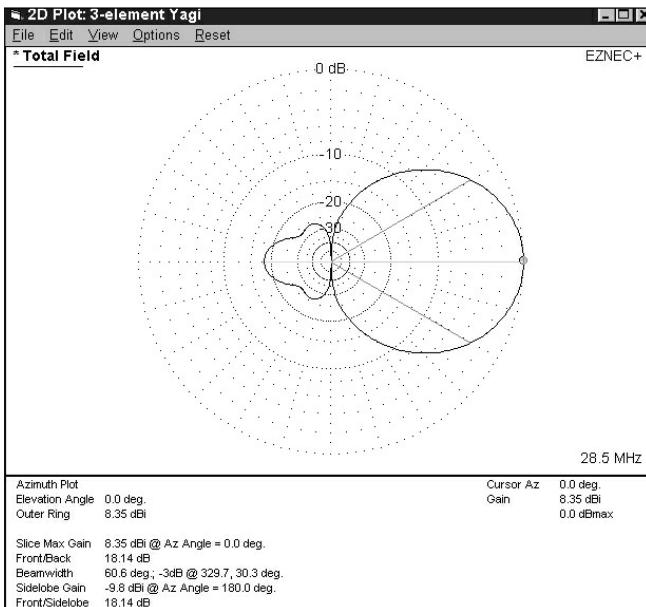 2D Plot: 3-element Yagi
File Edit View Options Reset
* Total Field
EZNEC+
0 dB
-10
-20
-30
28.5 MHz
Azimuth Plot
Elevation Angle 0.0 deg.
Outer Ring 8.35 dBi
Cursor Az 0.0 deg.
Gain 8.35 dBi
0.0 dBmax
Slice Max Gain 8.35 dBi @ Az Angle = 0.0 deg.
Front/Back 18.14 dB
Beamwidth 60.6 deg.; -3dB @ 329.7, 30.3 deg.
Sidelobe Gain -9.8 dBi @ Az Angle = 180.0 deg.
Front/Sidelobe 18.14 dB